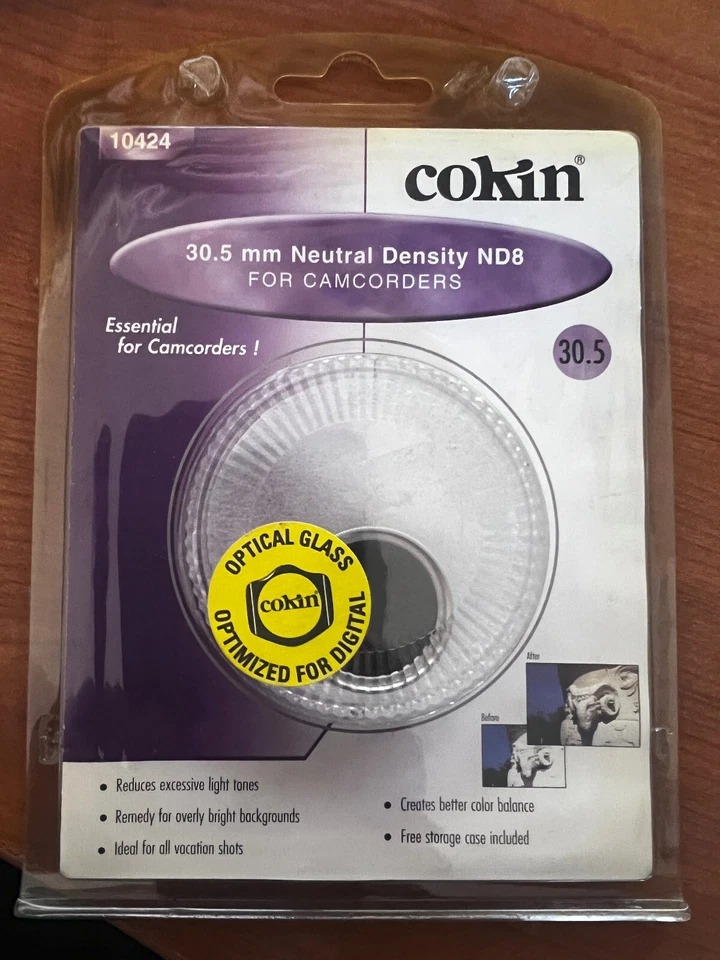 10424
cokin®
30.5 mm Neutral Density ND8
FOR CAMCORDERS
Essential
for Camcorders !
30.5
OPTICAL GLASS
cokin
OPTIMIZED FOR DIGITAL
After
Before
• Reduces excessive light tones
• Remedy for overly bright backgrounds
• Ideal for all vacation shots
• Creates better color balance
• Free storage case included